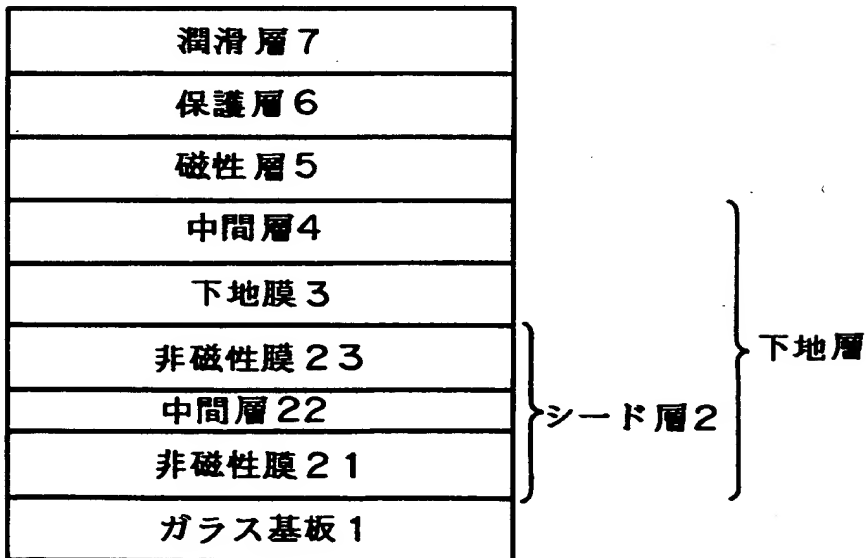 潤滑層7
保護層6
磁性層5
中間層4
下地膜3
非磁性膜23
下地層
中間層22
シード層2
非磁性膜21
ガラス基板1